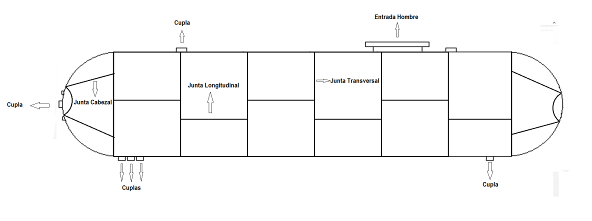 Entrada Hombre
Cupla
Junta Transversal
Junta Longitudinal
Junta Cabezal
Cupla
Cuplas
Cupla